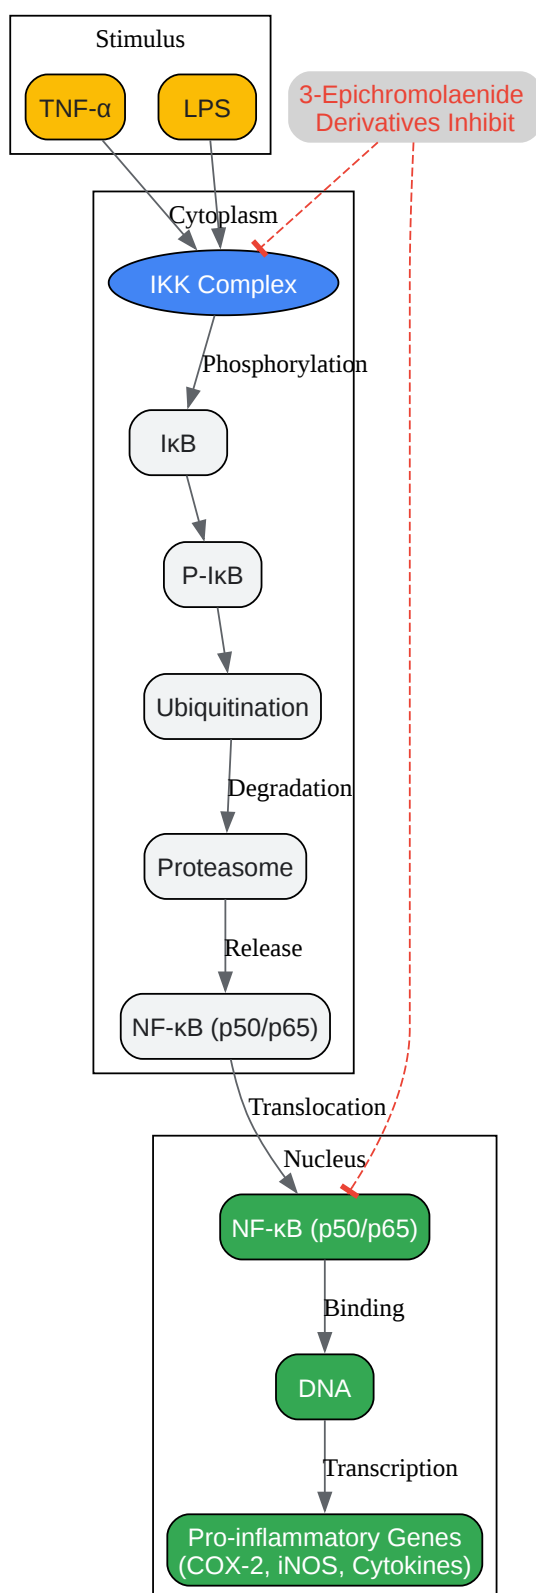 Stimulus
TNF-α
LPS
3-Epichromolaenide
Derivatives Inhibit
Cytoplasm
IKK Complex
Phosphorylation
IκB
P-IκB
Ubiquitination
Degradation
Proteasome
Release
NF-κB (p50/p65)
Translocation
Nucleus
NF-κB (p50/p65)
Binding
DNA
Transcription
Pro-inflammatory Genes
(COX-2, iNOS, Cytokines)